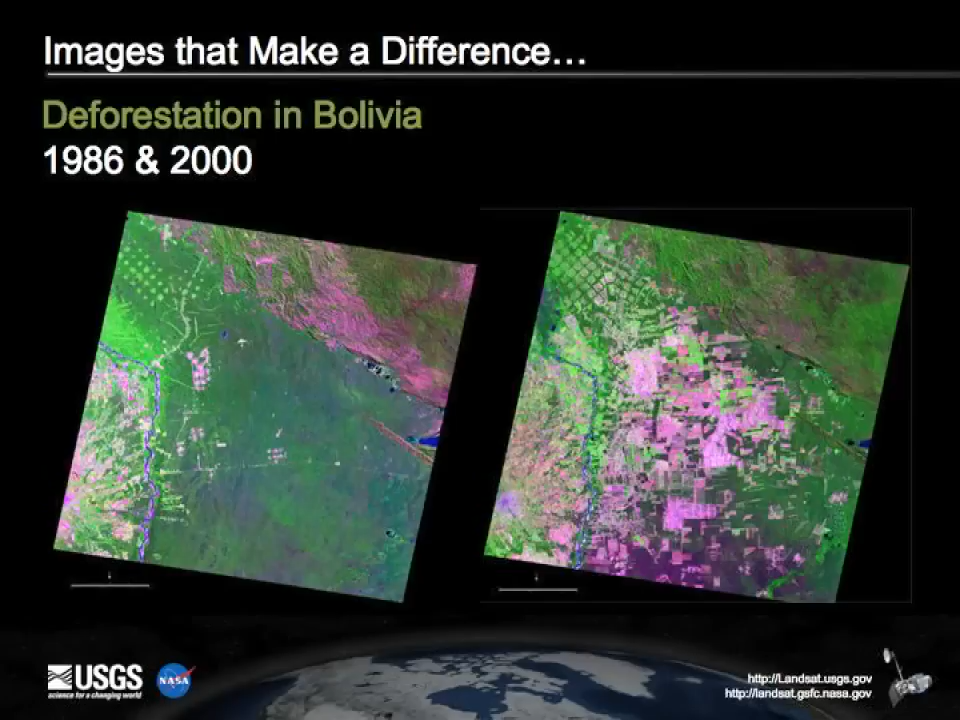 Images that Make a Difference...
Deforestation in Bolivia
1986 & 2000
USGS
science for a changing world
NASA
http://Landsat.usgs.gov
http://landsat.gsfc.nasa.gov